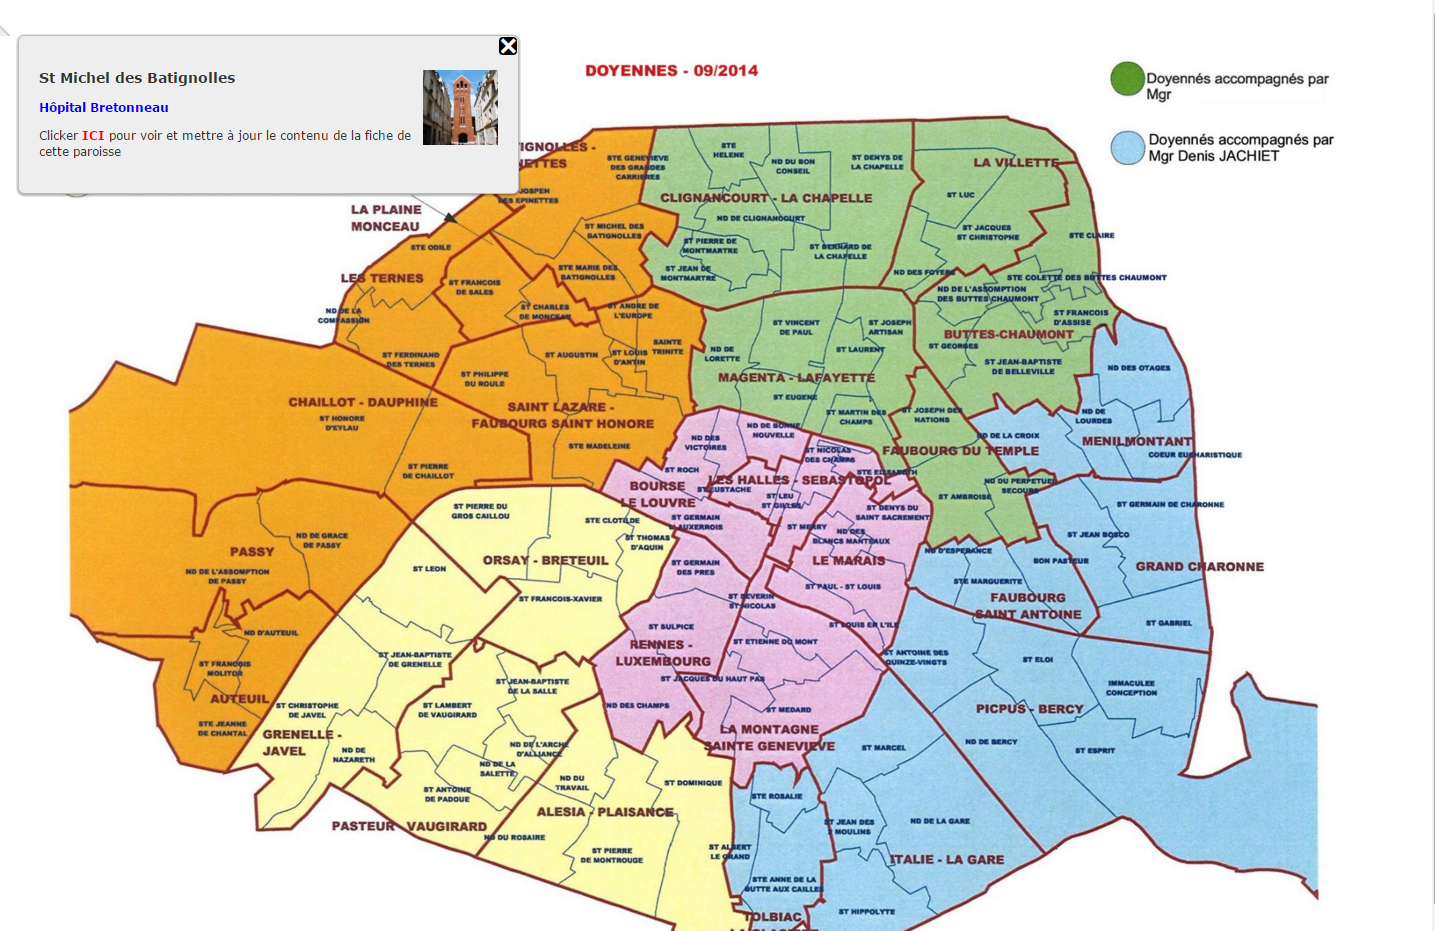 St Michel des Batignolles
Hôpital Bretonneau
Clicker ICI pour voir et mettre à jour le contenu de la fiche de
cette paroisse
DOYENNES - 09/2014
Doyennés accompagnés par
Mgr
Doyennés accompagnés par
Mgr Denis JACHIET
STE GENEVIEVE
DES GRANDES
CARRIERES
LES EPINETTES
ST MICHEL DES
BATIGNOLLES
STE MARIE DES
BATIGNOLLES
LA PLAINE
MONCEAU
STE ODILE
LES TERNES
ST FRANCOIS
DE SALES
ST CHARLES
DE MONCEAU
ND DE LA
COMPASSION
ST FERDINAND
DES TERNES
STE
HELENE
ND DU BON
CONSEIL
ST DENYS DE
LA CHAPELLE
CLIGNANCOURT - LA CHAPELLE
ND DE CLIGNANCOURT
ST PIERRE DE
MONTMARTRE
ST BERNARD DE
LA CHAPELLE
ST JEAN DE
MONTMARTRE
LA VILLETTE
ST LUC
ST JACQUES
ST CHRISTOPHE
STE CLAIRE
ND DES FOYERS
STE COLETTE DES BUTTES CHAUMONT
ND DE L'ASSOMPTION
DES BUTTES CHAUMONT
ST FRANCOIS
D'ASSISE
BUTTES-CHAUMONT
ST GEORGES
ST JEAN-BAPTISTE
DE BELLEVILLE
ST ANDRE DE
L'EUROPE
ST AUGUSTIN
ST LOUIS
D'ANTIN
SAINTE
TRINITE
ST PHILIPPE
DU ROULE
SAINT LAZARE -
FAUBOURG SAINT HONORE
STE MADELEINE
ST VINCENT
DE PAUL
ST JOSEPH
ARTISAN
ND DE
LORETTE
ST LAURENT
MAGENTA - LAFAYETTE
ST EUGENE
ST MARTIN DES
CHAMPS
ST JOSEPH DES
NATIONS
ND DES OTAGES
ND DE
LOURDES
MENILMONTANT
COEUR EUCHARISTIQUE
ND DE LA CROIX
FAUBOURG DU TEMPLE
ND DU PERPETUEL
SECOURS
ST AMBROISE
CHAILLOT - DAUPHINE
ST HONORE
D'EYLAU
ST PIERRE
DE CHAILLOT
ND DES
VICTOIRES
ND DE BONNE
NOUVELLE
ST NICOLAS
DES CHAMPS
STE ELISABETH
ST ROCH
BOURSE
LE LOUVRE
LES HALLES - SEBASTOPOL
ST EUSTACHE
ST LEU
ST GILLES
ST DENYS DU
SAINT SACREMENT
ST GERMAIN
L'AUXERROIS
ST MERRY
ND DES
BLANCS MANTEAUX
LE MARAIS
ST PAUL - ST LOUIS
ST LOUIS EN L'ILE
ST GERMAIN DE CHARONNE
ST JEAN BOSCO
GRAND CHARONNE
ST GABRIEL
ND D'ESPERANCE
BON PASTEUR
STE MARGUERITE
FAUBOURG
SAINT ANTOINE
PASSY
ND DE GRACE
DE PASSY
ND DE L'ASSOMPTION
DE PASSY
ND D'AUTEUIL
ST FRANCOIS
MOLITOR
AUTEUIL
STE JEANNE
DE CHANTAL
ST PIERRE DU
GROS CAILLOU
STE CLOTILDE
ST THOMAS
D'AQUIN
ORSAY - BRETEUIL
ST LEON
ST FRANCOIS-XAVIER
ST GERMAIN
DES PRES
ST SEVERIN
ST NICOLAS
ST SULPICE
RENNES -
LUXEMBOURG
ST ETIENNE DU MONT
ST JACQUES DU HAUT PAS
ND DES CHAMPS
ST MEDARD
LA MONTAGNE
SAINTE GENEVIEVE
ST ANTOINE DES
QUINZE-VINGTS
ST ELOI
IMMACULEE
CONCEPTION
PICPUS - BERCY
ND DE BERCY
ST ESPRIT
ST JEAN-BAPTISTE
DE GRENELLE
ST CHRISTOPHE
DE JAVEL
GRENELLE -
JAVEL
ND DE
NAZARETH
ST JEAN-BAPTISTE
DE LA SALLE
ST LAMBERT
DE VAUGIRARD
ND DE L'ARCHE
D'ALLIANCE
ND DE LA
SALETTE
ST ANTOINE
DE PADOUE
PASTEUR - VAUGIRARD
ND DU
TRAVAIL
ST DOMINIQUE
ALESIA - PLAISANCE
ND DU ROSAIRE
ST PIERRE
DE MONTROUGE
ST MARCEL
STE ROSALIE
ST JEAN DES
2 MOULINS
ND DE LA GARE
ST ALBERT
LE GRAND
ITALIE - LA GARE
STE ANNE DE LA
BUTTE AUX CAILLES
ST HIPPOLYTE
TOLBIAC